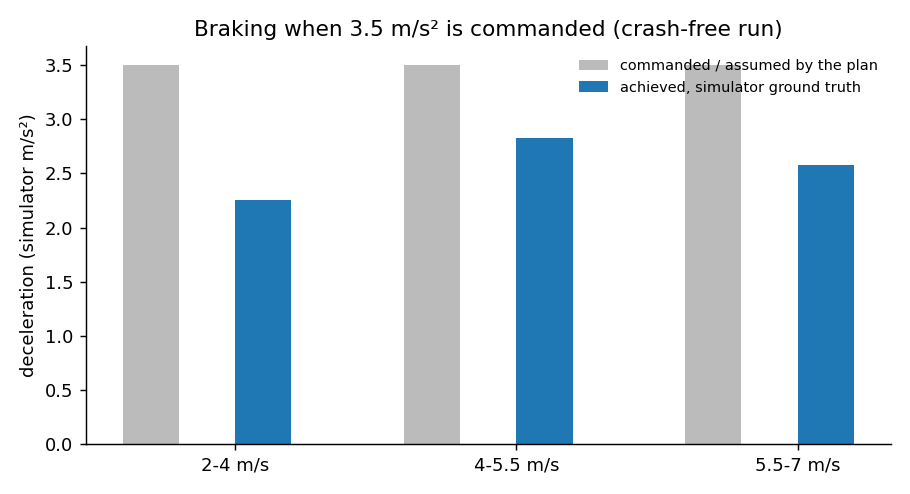 Braking when 3.5 m/s² is commanded (crash-free run)
commanded / assumed by the plan
achieved, simulator ground truth
deceleration (simulator m/s²)
3.5
3.0
2.5
2.0
1.5
1.0
0.5
0.0
2-4 m/s
4-5.5 m/s
5.5-7 m/s